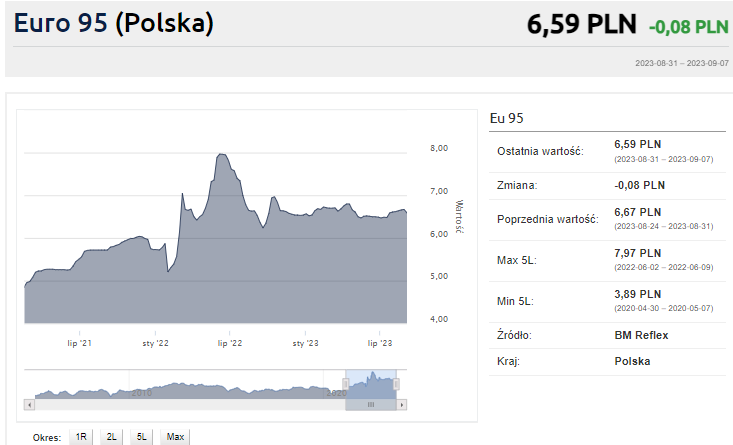 Euro 95 (Polska)
6,59 PLN -0,08 PLN
2023-08-31 – 2023-09-07
8,00
7,00
6,00
5,00
4,00
Wartość
lip '21
sty '22
lip '22
sty '23
lip '23
2010
2020
Okres: 1R 2L 5L Max
Eu 95
Ostatnia wartość: 6,59 PLN
(2023-08-31 – 2023-09-07)
Zmiana: -0,08 PLN
Poprzednia wartość: 6,67 PLN
(2023-08-24 – 2023-08-31)
Max 5L: 7,97 PLN
(2022-06-02 – 2022-06-09)
Min 5L: 3,89 PLN
(2020-04-30 – 2020-05-07)
Źródło: BM Reflex
Kraj: Polska